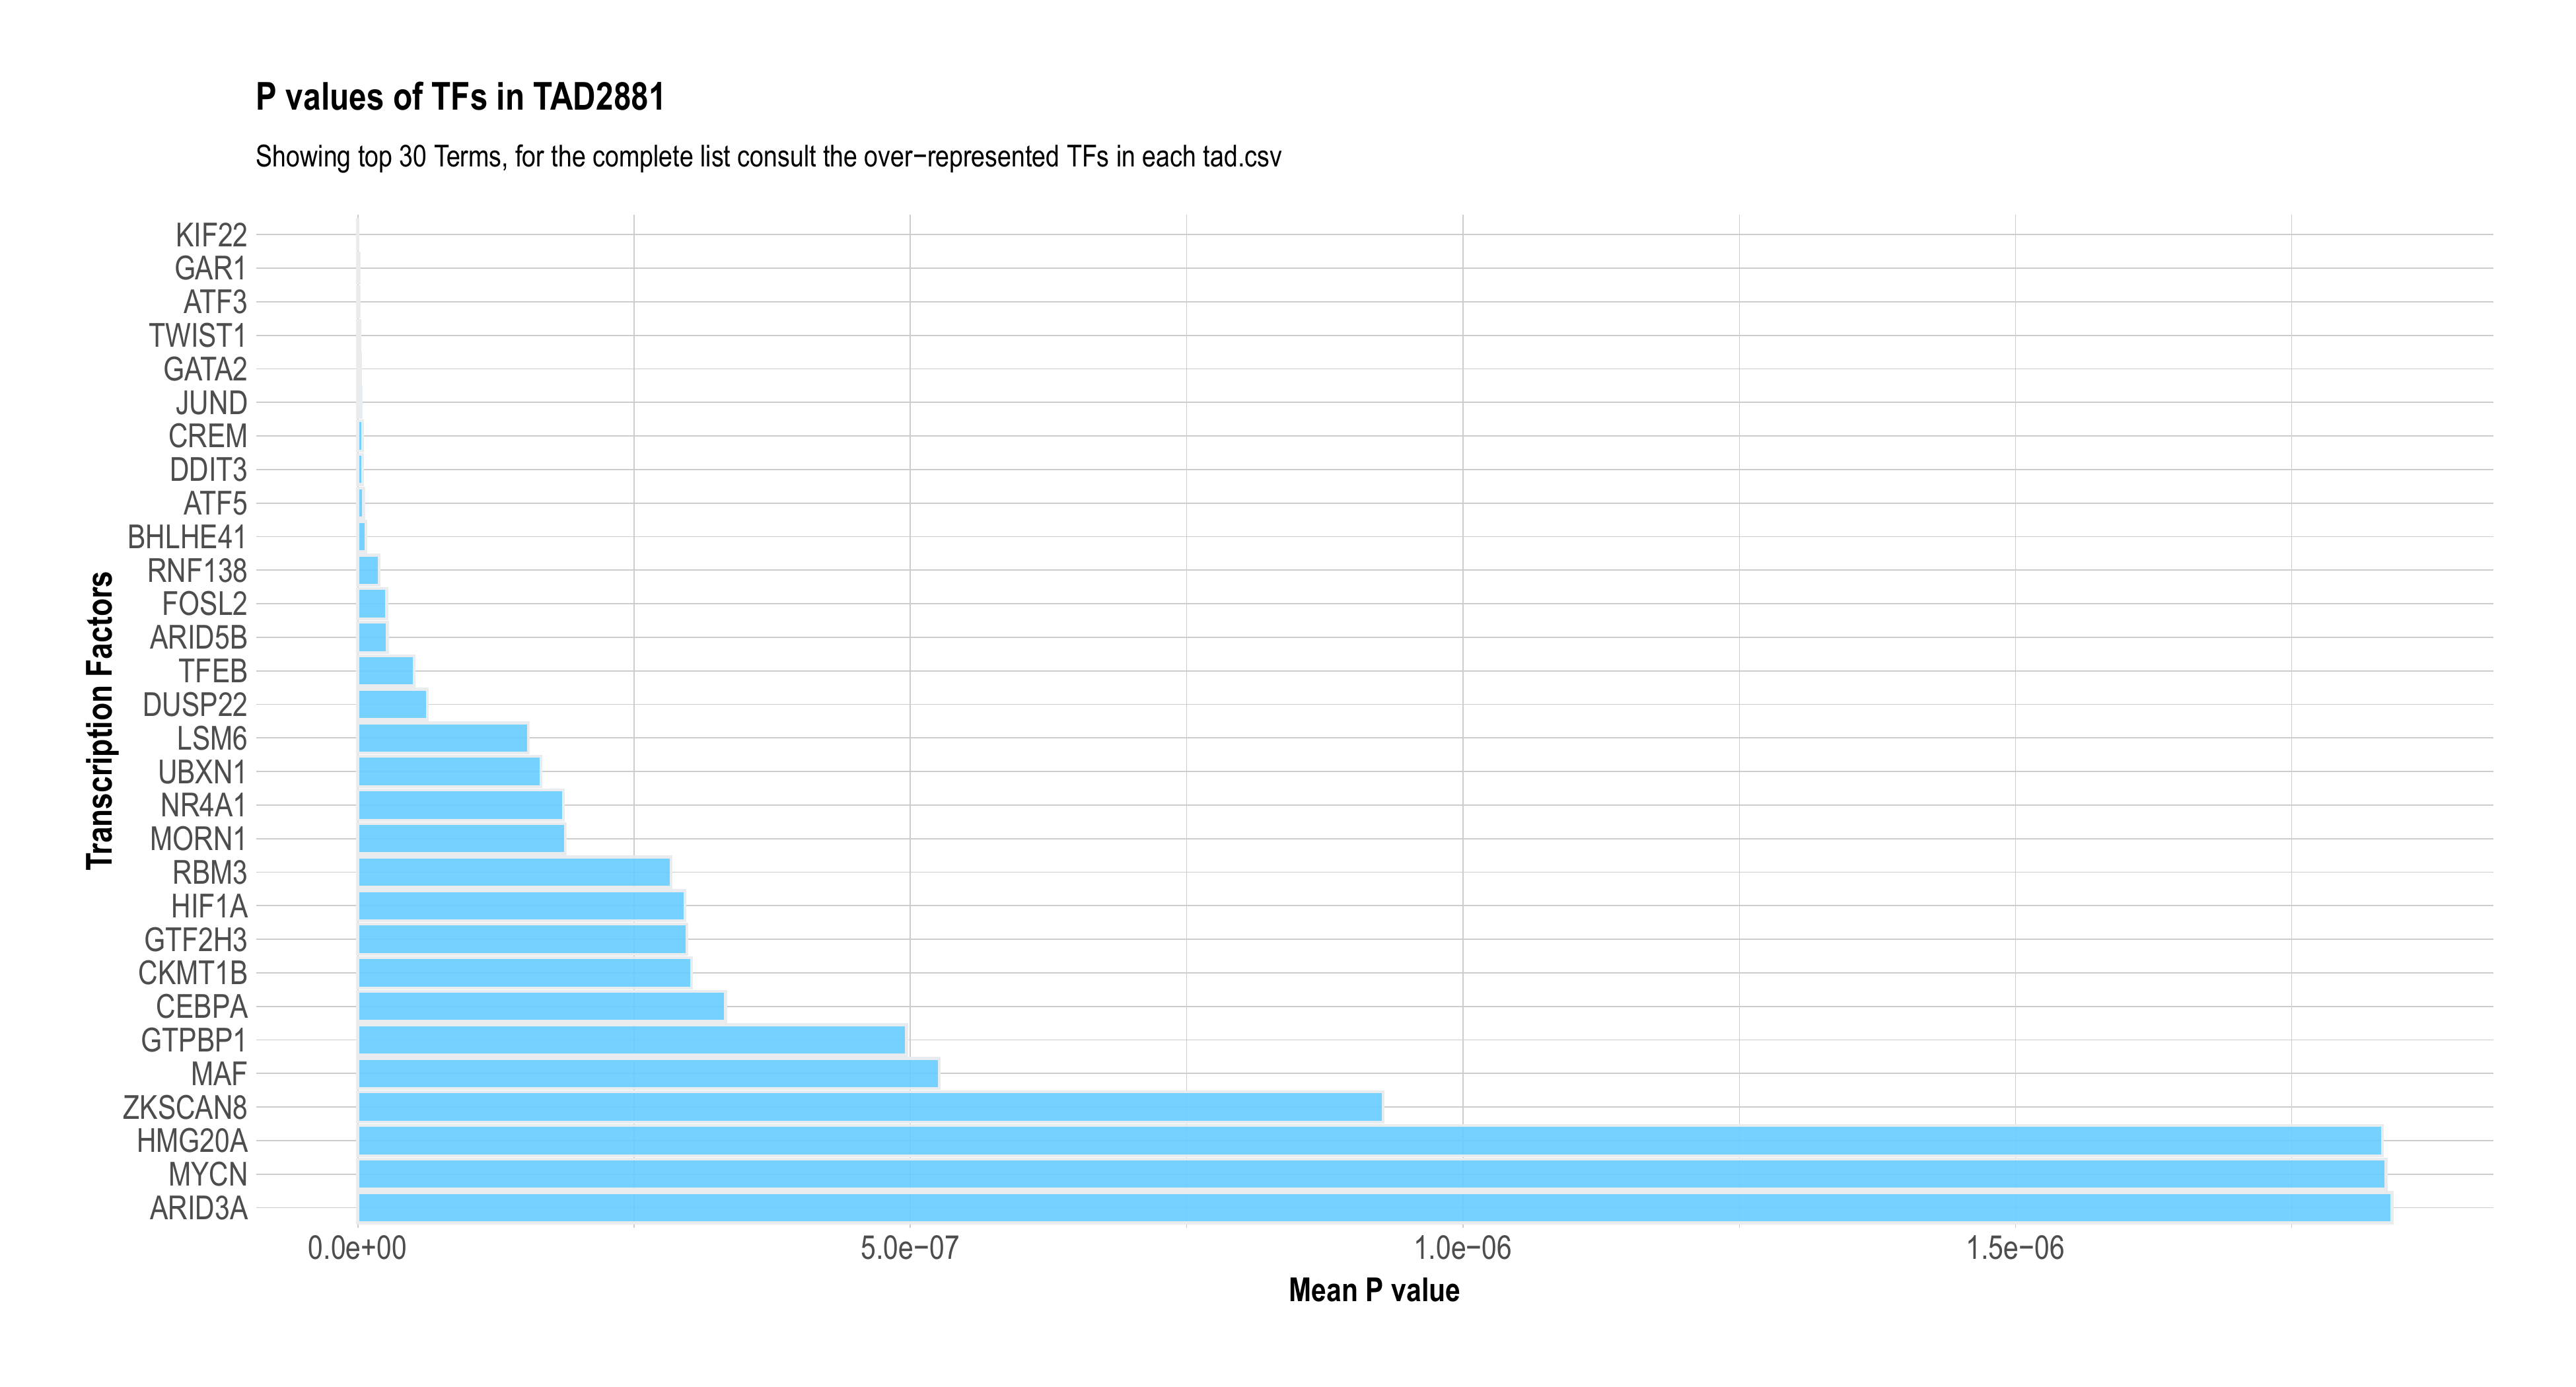 P values of TFs in TAD2881
Showing top 30 Terms, for the complete list consult the over−represented TFs in each tad.csv
Transcription Factors
KIF22
GAR1
ATF3
TWIST1
GATA2
JUND
CREM
DDIT3
ATF5
BHLHE41
RNF138
FOSL2
ARID5B
TFEB
DUSP22
LSM6
UBXN1
NR4A1
MORN1
RBM3
HIF1A
GTF2H3
CKMT1B
CEBPA
GTPBP1
MAF
ZKSCAN8
HMG20A
MYCN
ARID3A
0.0e+00 5.0e−07 1.0e−06 1.5e−06
Mean P value